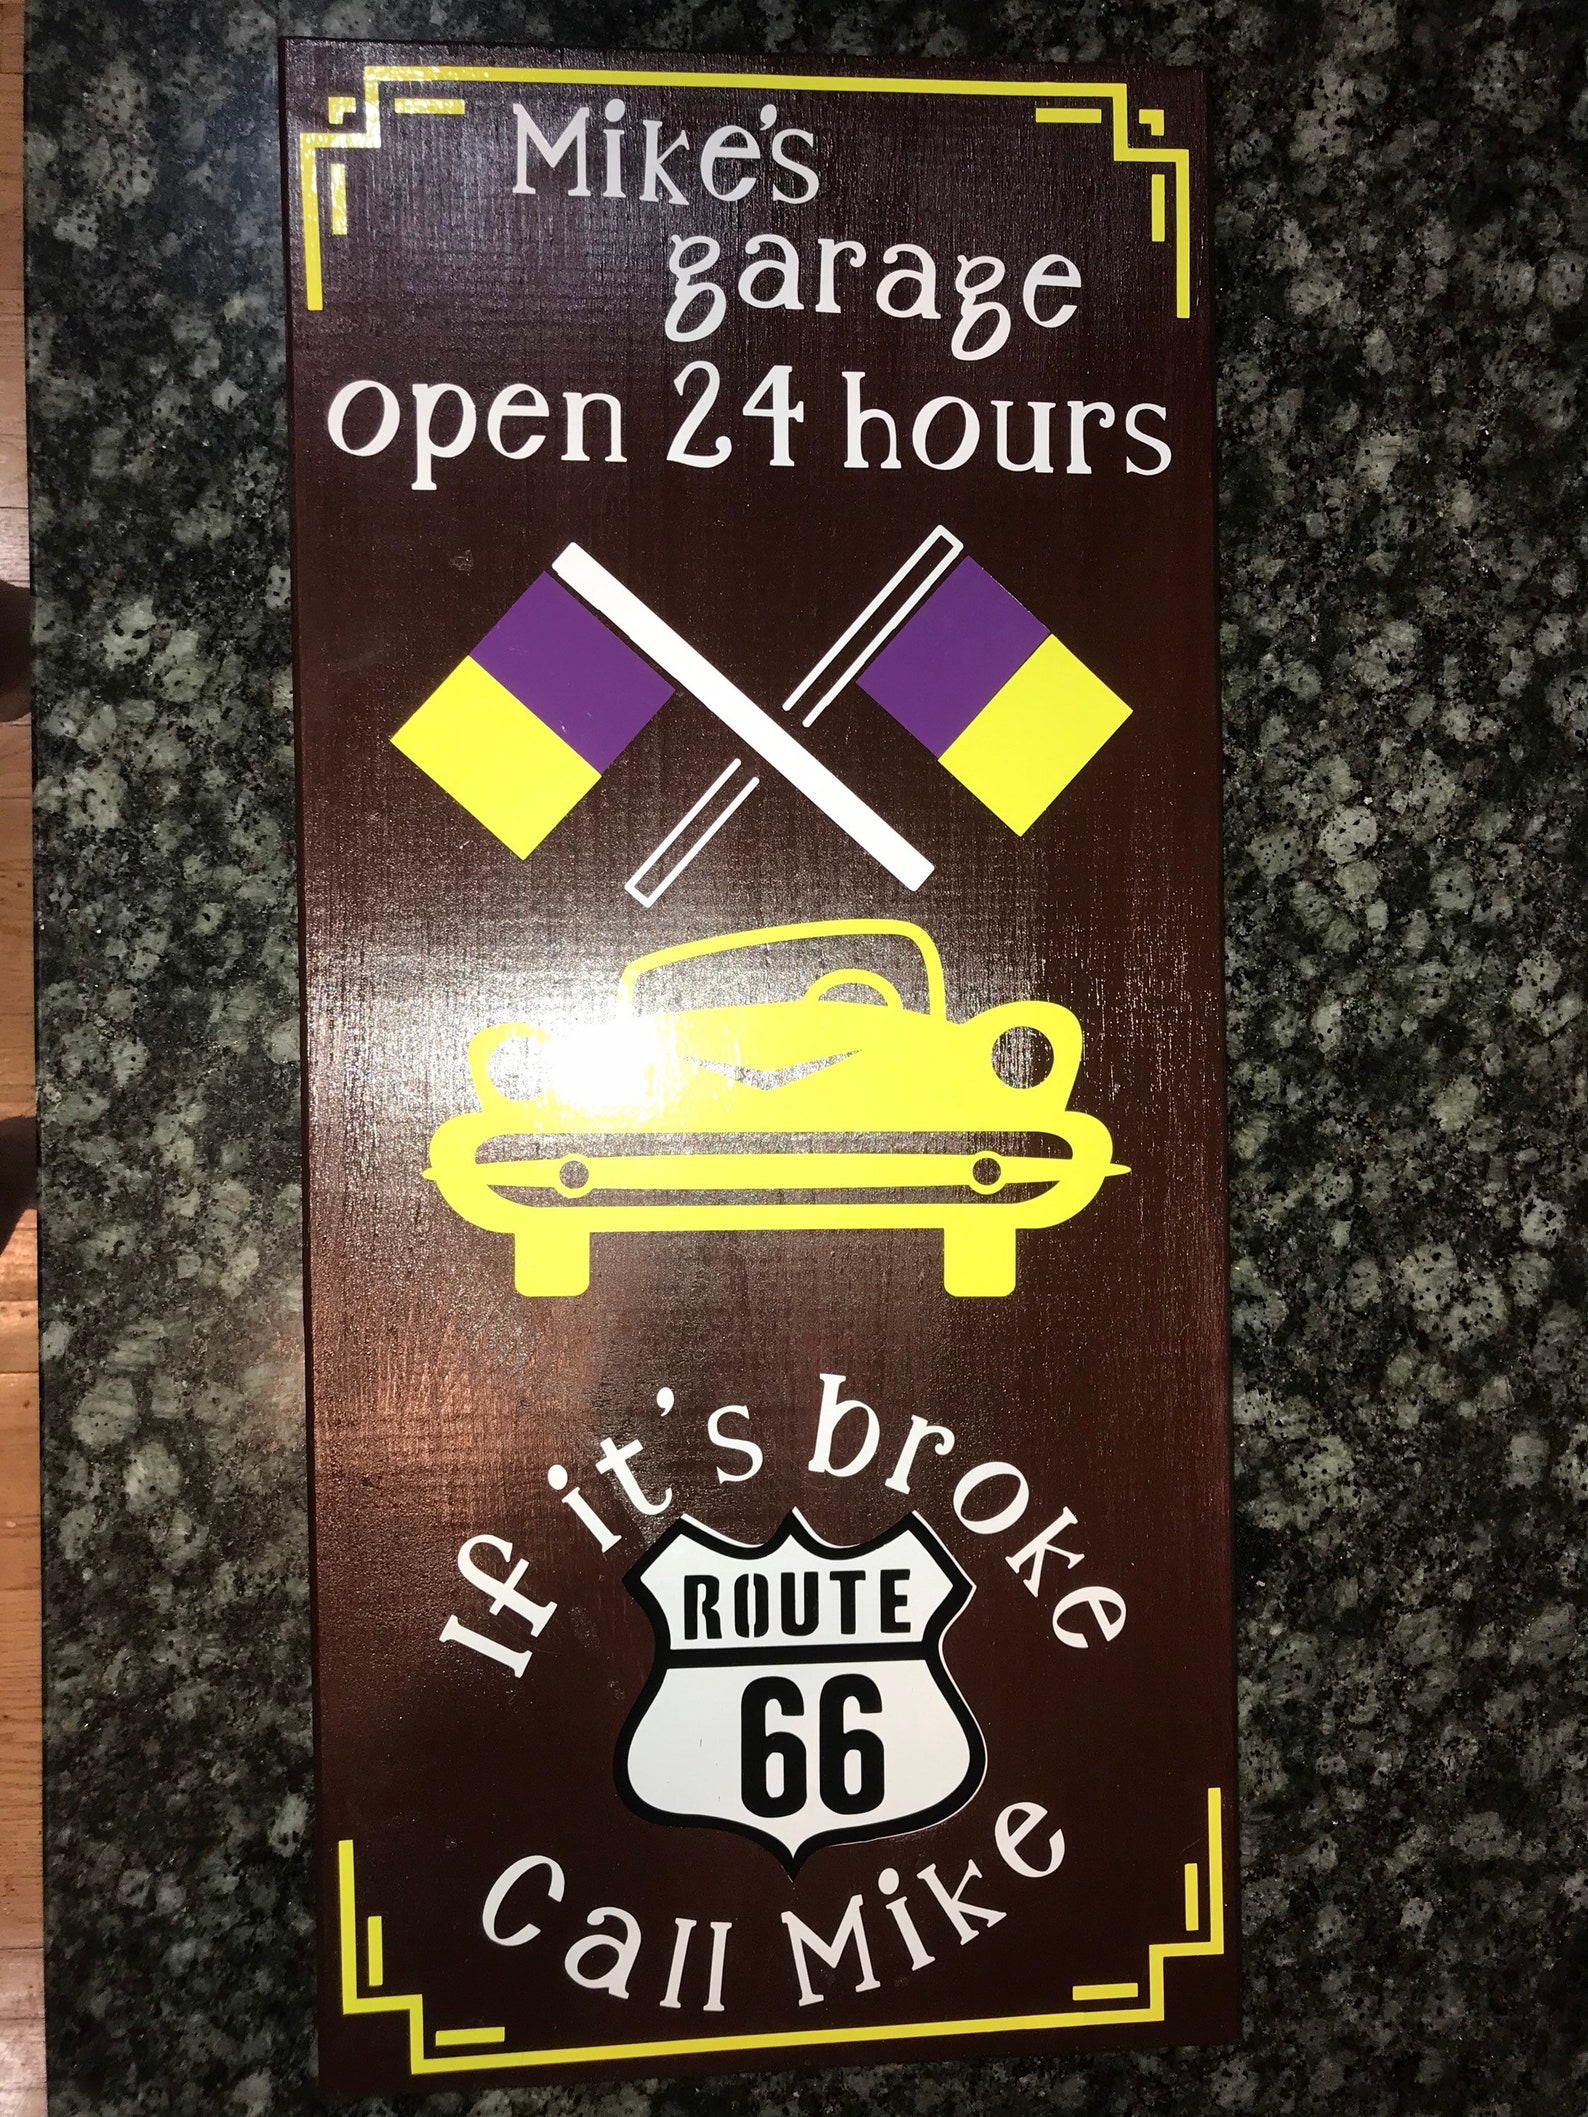 Mike's
garage
open 24 hours
If it's broke
ROUTE
66
Call Mike